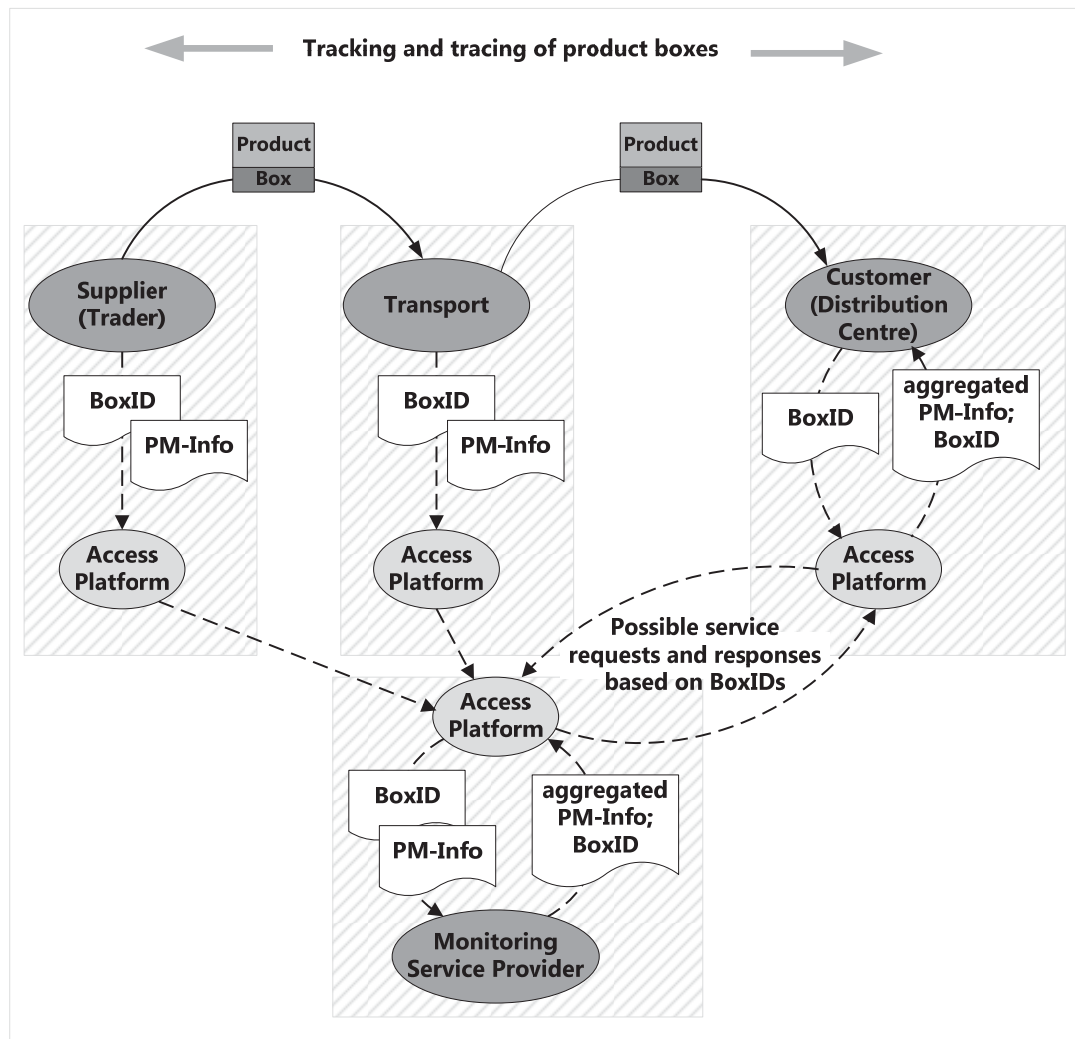 Tracking and tracing of product boxes
Product
Box
Product
Box
Supplier
(Trader)
Transport
Customer
(Distribution
Centre)
BoxID
PM-Info
BoxID
PM-Info
BoxID
aggregated
PM-Info;
BoxID
Access
Platform
Access
Platform
Access
Platform
Possible service
requests and responses
based on BoxIDs
Access
Platform
BoxID
PM-Info
aggregated
PM-Info;
BoxID
Monitoring
Service Provider